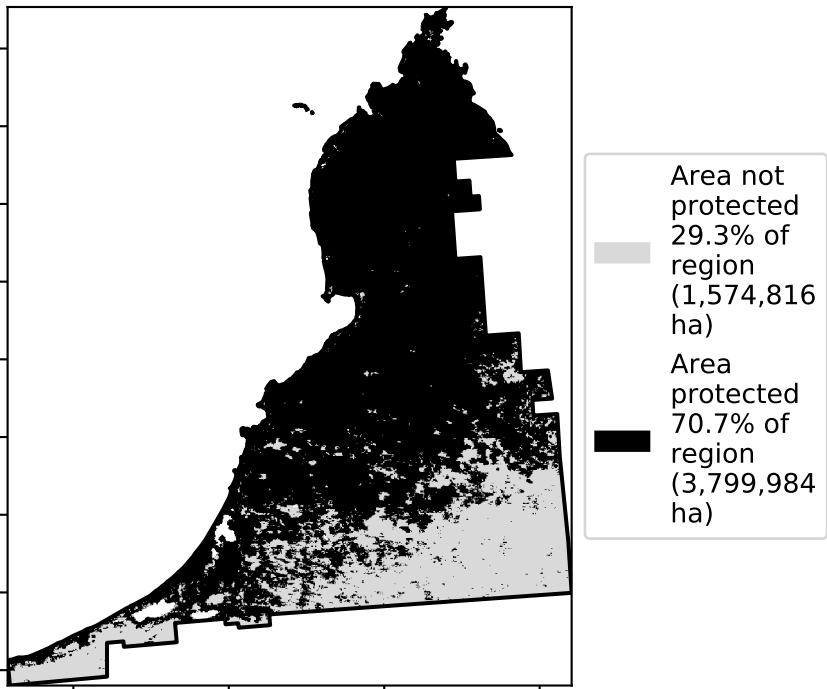 Area not
protected
29.3% of
region
(1,574,816
ha)
Area
protected
70.7% of
region
(3,799,984
ha)